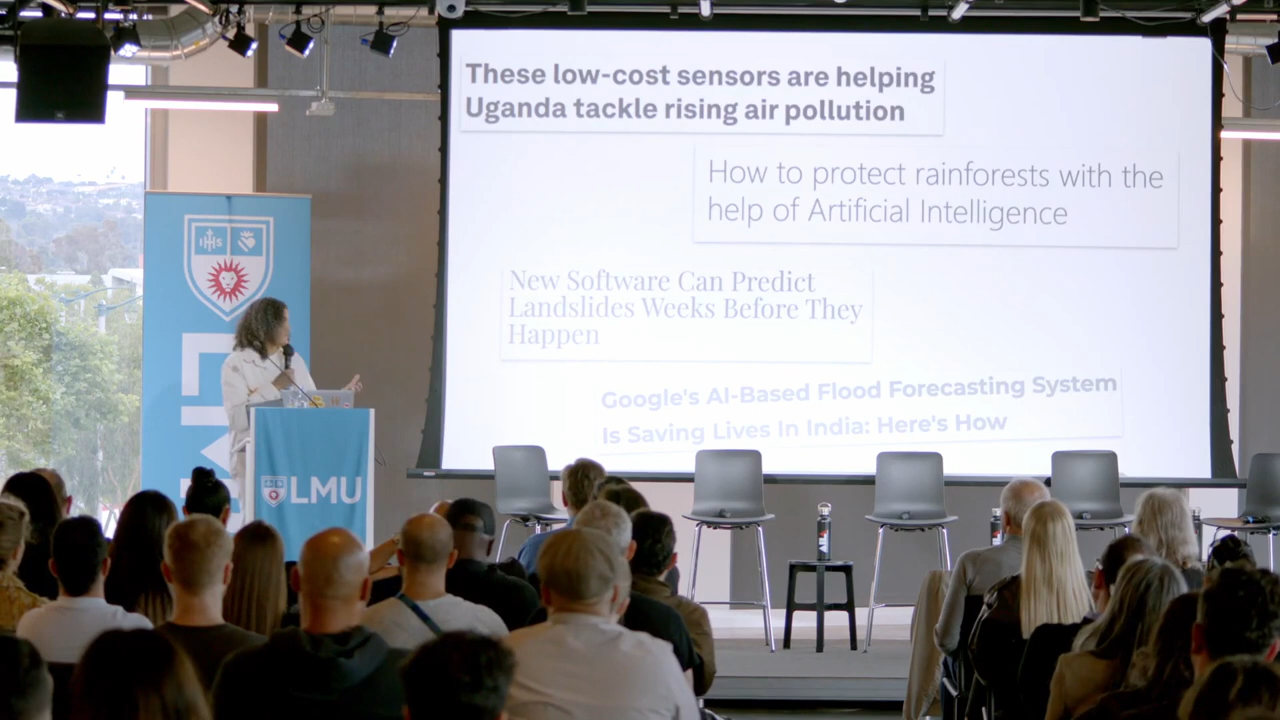 These low-cost sensors are helping
Uganda tackle rising air pollution
How to protect rainforests with the
help of Artificial Intelligence
New Software Can Predict
Landslides Weeks Before They
Happen
Google's AI-Based Flood Forecasting System
Is Saving Lives In India: Here's How
IHS
LMU